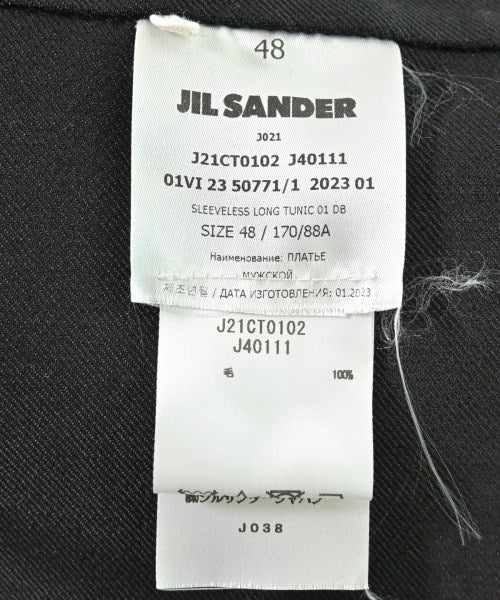 48
JIL SANDER
J021
J21CT0102 J40111
01VI 23 50771/1 2023 01
SLEEVELESS LONG TUNIC 01 DB
SIZE 48 / 170/88A
Наименование: ПЛАТЬЕ
МУЖСКОЙ
제조년월 / ДАТА ИЗГОТОВЛЕНИЯ: 01.2023
J21CT0102
J40111
毛 100%
J038